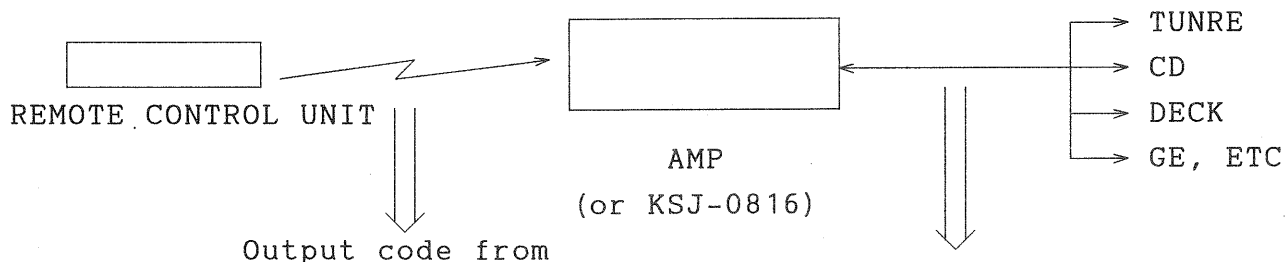 TUNRE
CD
REMOTE CONTROL UNIT
DECK
AMP
GE, ETC
(or KSJ-0816)
Output code from